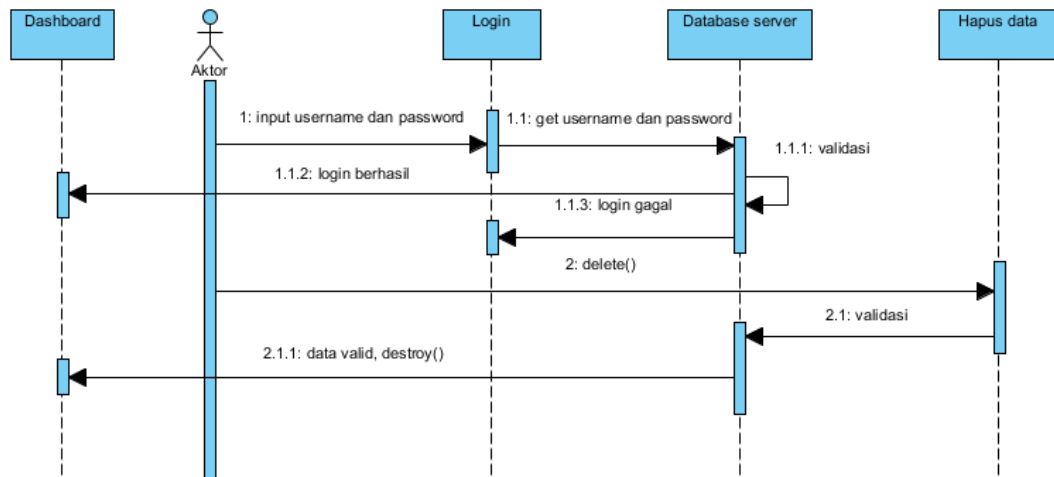 Dashboard
Aktor
Login
Database server
Hapus data
1: input username dan password
1.1: get username dan password
1.1.1: validasi
1.1.2: login berhasil
1.1.3: login gagal
2: delete()
2.1: validasi
2.1.1: data valid, destroy()